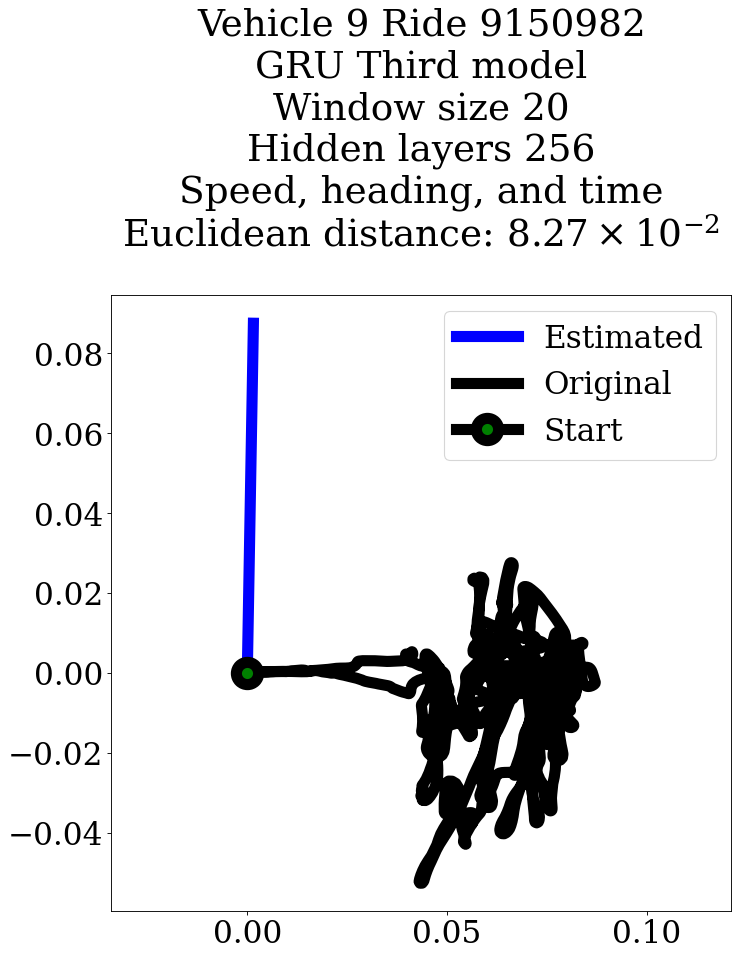 Vehicle 9 Ride 9150982
GRU Third model
Window size 20
Hidden layers 256
Speed, heading, and time
Euclidean distance: 8.27 × 10⁻²
Estimated
Original
Start
0.08
0.06
0.04
0.02
0.00
−0.02
−0.04
0.00 0.05 0.10